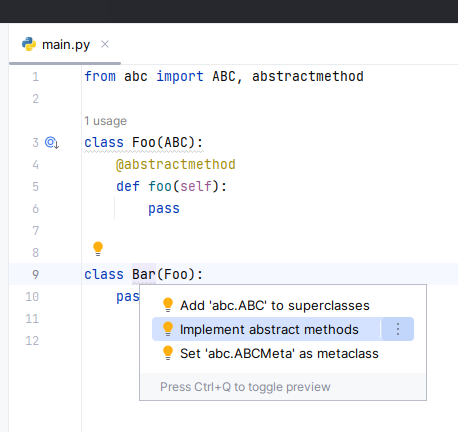 main.py
1 from abc import ABC, abstractmethod
2
1 usage
3 class Foo(ABC):
4 @abstractmethod
5 def foo(self):
6 pass
7
8
9 class Bar(Foo):
10 pas
Add 'abc.ABC' to superclasses
11 Implement abstract methods
12 Set 'abc.ABCMeta' as metaclass
Press Ctrl+Q to toggle preview